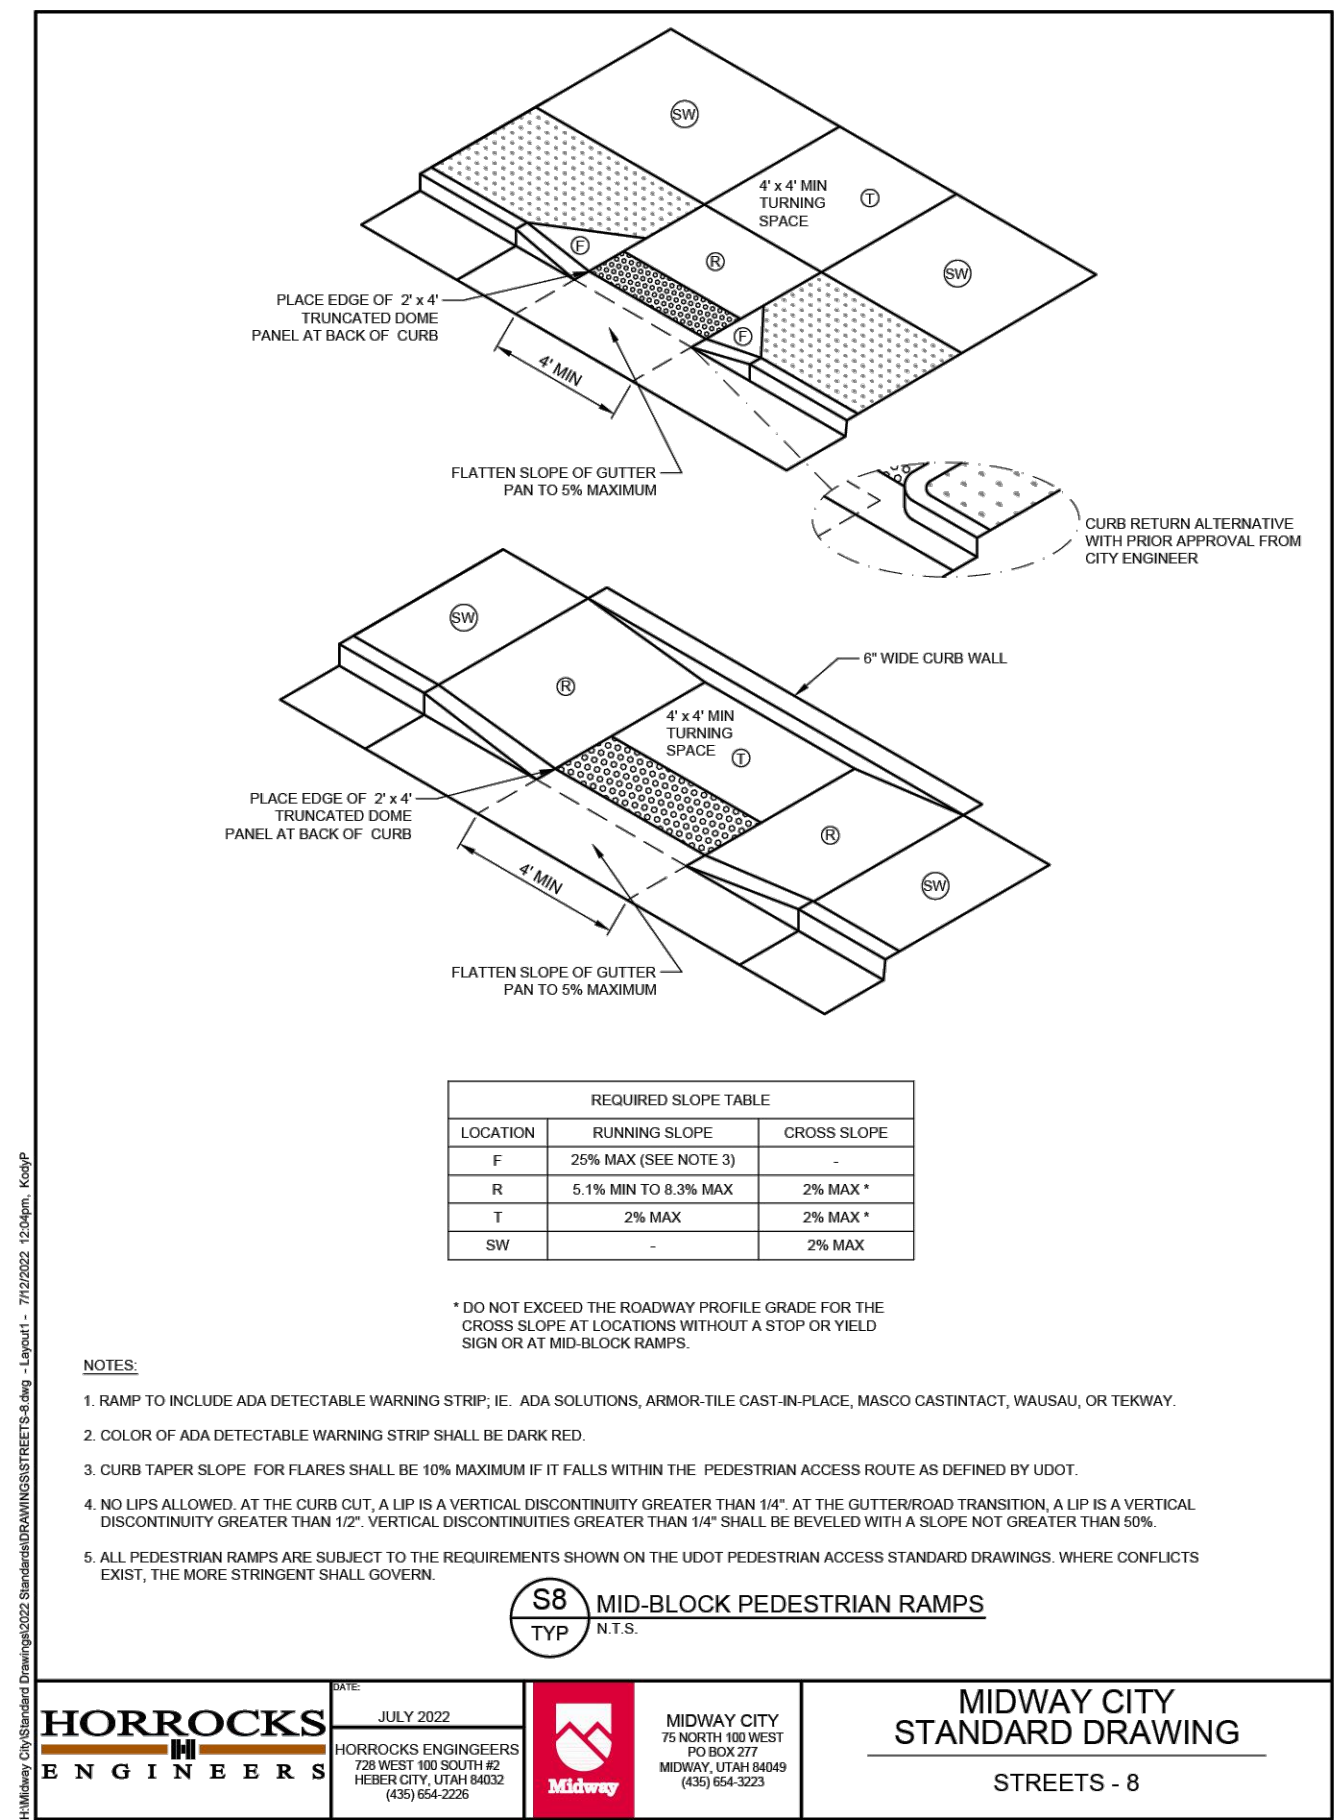 SW
4' x 4' MIN
TURNING
SPACE
T
F
R
SW
PLACE EDGE OF 2' x 4'
TRUNCATED DOME
PANEL AT BACK OF CURB
F
4' MIN
FLATTEN SLOPE OF GUTTER
PAN TO 5% MAXIMUM
CURB RETURN ALTERNATIVE
WITH PRIOR APPROVAL FROM
CITY ENGINEER
SW
6" WIDE CURB WALL
R
4' x 4' MIN
TURNING
SPACE
T
PLACE EDGE OF 2' x 4'
TRUNCATED DOME
PANEL AT BACK OF CURB
R
4' MIN
SW
FLATTEN SLOPE OF GUTTER
PAN TO 5% MAXIMUM
REQUIRED SLOPE TABLE
LOCATION RUNNING SLOPE CROSS SLOPE
F 25% MAX (SEE NOTE 3) -
R 5.1% MIN TO 8.3% MAX 2% MAX *
T 2% MAX 2% MAX *
SW - 2% MAX
* DO NOT EXCEED THE ROADWAY PROFILE GRADE FOR THE
CROSS SLOPE AT LOCATIONS WITHOUT A STOP OR YIELD
SIGN OR AT MID-BLOCK RAMPS.
NOTES:
1. RAMP TO INCLUDE ADA DETECTABLE WARNING STRIP; IE. ADA SOLUTIONS, ARMOR-TILE CAST-IN-PLACE, MASCO CASTINTACT, WAUSAU, OR TEKWAY.
2. COLOR OF ADA DETECTABLE WARNING STRIP SHALL BE DARK RED.
3. CURB TAPER SLOPE FOR FLARES SHALL BE 10% MAXIMUM IF IT FALLS WITHIN THE PEDESTRIAN ACCESS ROUTE AS DEFINED BY UDOT.
4. NO LIPS ALLOWED. AT THE CURB CUT, A LIP IS A VERTICAL DISCONTINUITY GREATER THAN 1/4". AT THE GUTTER/ROAD TRANSITION, A LIP IS A VERTICAL
DISCONTINUITY GREATER THAN 1/2". VERTICAL DISCONTINUITIES GREATER THAN 1/4" SHALL BE BEVELED WITH A SLOPE NOT GREATER THAN 50%.
5. ALL PEDESTRIAN RAMPS ARE SUBJECT TO THE REQUIREMENTS SHOWN ON THE UDOT PEDESTRIAN ACCESS STANDARD DRAWINGS. WHERE CONFLICTS
EXIST, THE MORE STRINGENT SHALL GOVERN.
S8
TYP
MID-BLOCK PEDESTRIAN RAMPS
N.T.S.
H:\Midway City\Standard Drawings\2022 Standards\DRAWINGS\STREETS-8.dwg - Layout1 - 7/12/2022 12:04pm, KodyP
HORROCKS
ENGINEERS
DATE:
JULY 2022
HORROCKS ENGINGEERS
728 WEST 100 SOUTH #2
HEBER CITY, UTAH 84032
(435) 654-2226
Midway
MIDWAY CITY
75 NORTH 100 WEST
PO BOX 277
MIDWAY, UTAH 84049
(435) 654-3223
MIDWAY CITY
STANDARD DRAWING
STREETS - 8